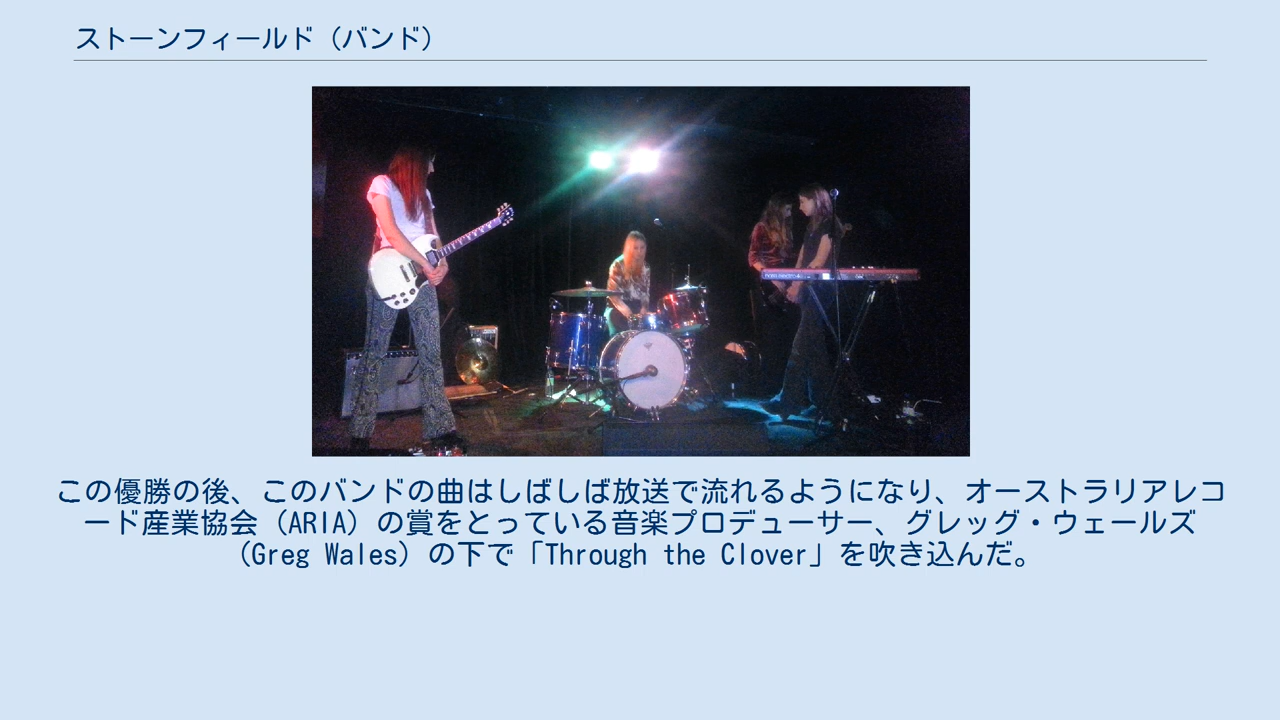 ストーンフィールド（バンド）
この優勝の後、このバンドの曲はしばしば放送で流れるようになり、オーストラリアレコ
ード産業協会（ARIA）の賞をとっている音楽プロデューサー、グレッグ・ウェールズ
（Greg Wales）の下で「Through the Clover」を吹き込んだ。